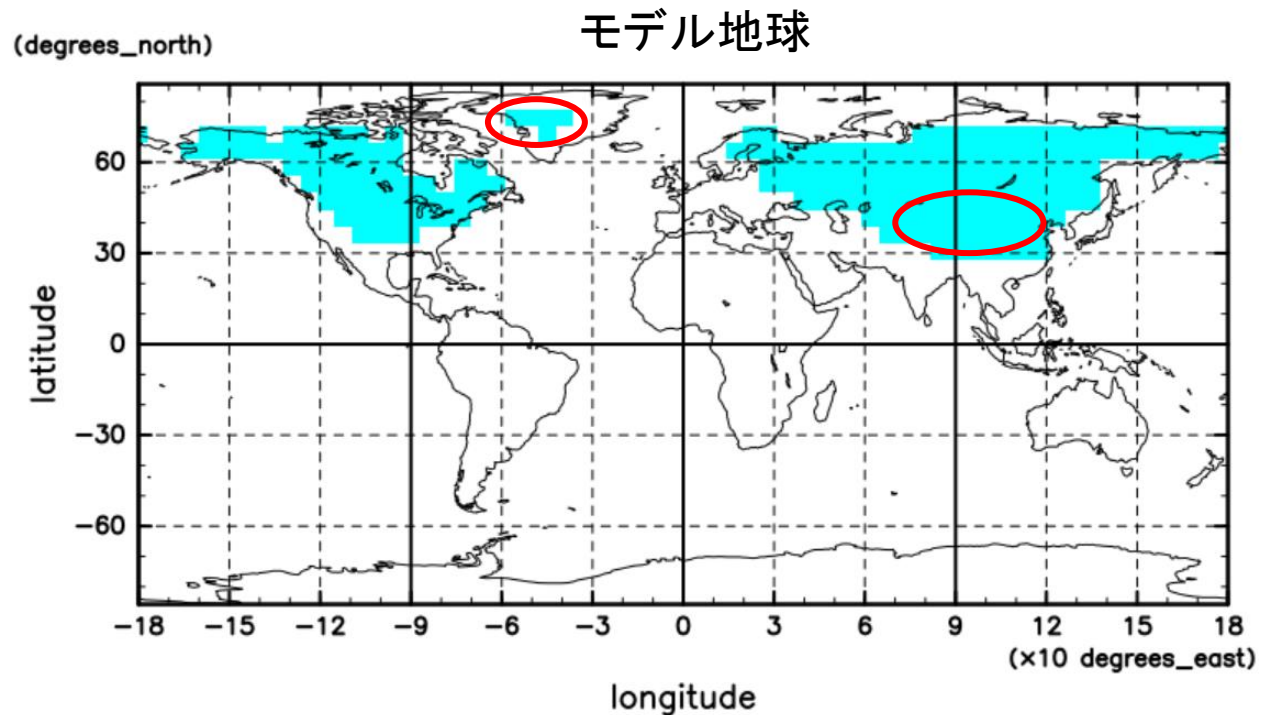 モデル地球
(degrees_north)
60
30
0
−30
−60
latitude
−18 −15 −12 −9 −6 −3 0 3 6 9 12 15 18
(×10 degrees_east)
longitude